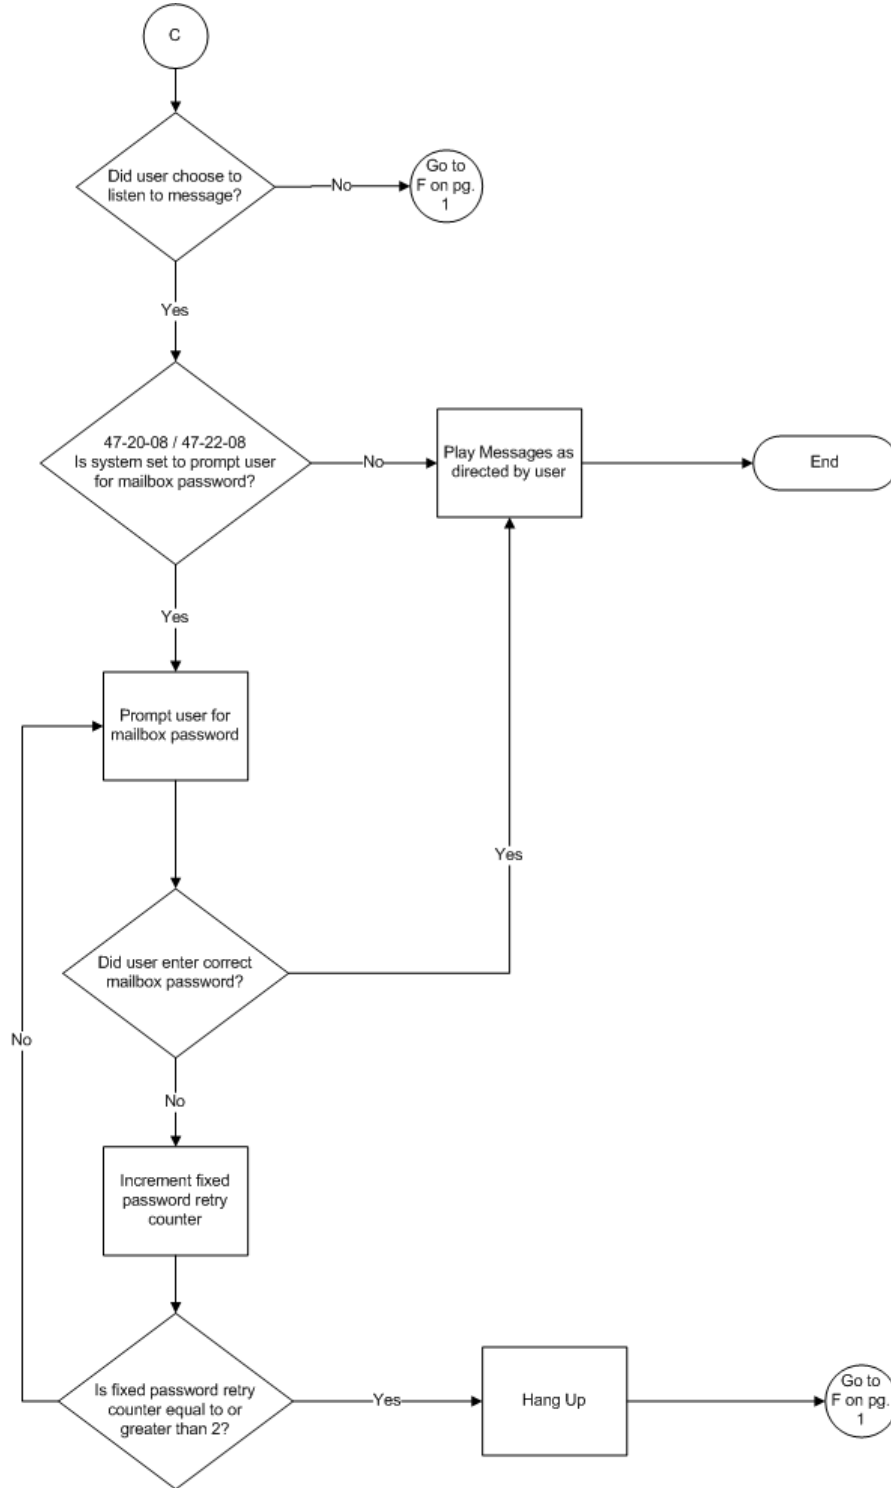 C
Did user choose to
listen to message?
No
Go to
F on pg.
1
Yes
47-20-08 / 47-22-08
Is system set to prompt user
for mailbox password?
No
Play Messages as
directed by user
End
Yes
Prompt user for
mailbox password
Yes
Did user enter correct
mailbox password?
No
No
Increment fixed
password retry
counter
Is fixed password retry
counter equal to or
greater than 2?
Yes
Hang Up
Go to
F on pg.
1